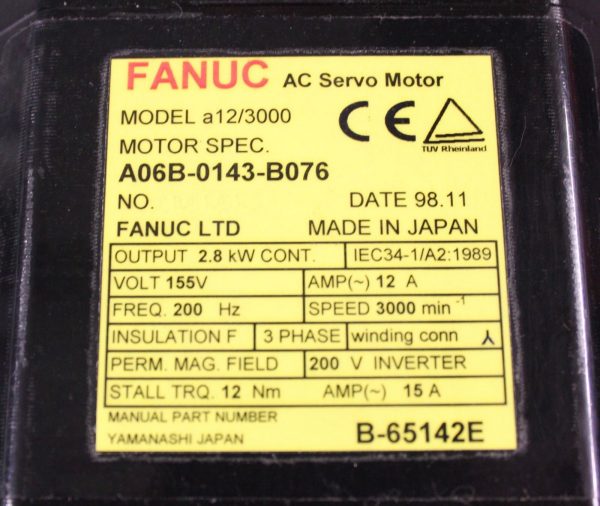 FANUC AC Servo Motor
MODEL a12/3000
MOTOR SPEC.
A06B-0143-B076
TUV Rheinland
NO. DATE 98.11
FANUC LTD MADE IN JAPAN
OUTPUT 2.8 kW CONT. IEC34-1/A2:1989
VOLT 155V AMP(~) 12 A
FREQ. 200 Hz SPEED 3000 min -1
INSULATION F 3 PHASE winding conn
PERM. MAG. FIELD 200 V INVERTER
STALL TRQ. 12 Nm AMP(~) 15 A
MANUAL PART NUMBER
YAMANASHI JAPAN B-65142E